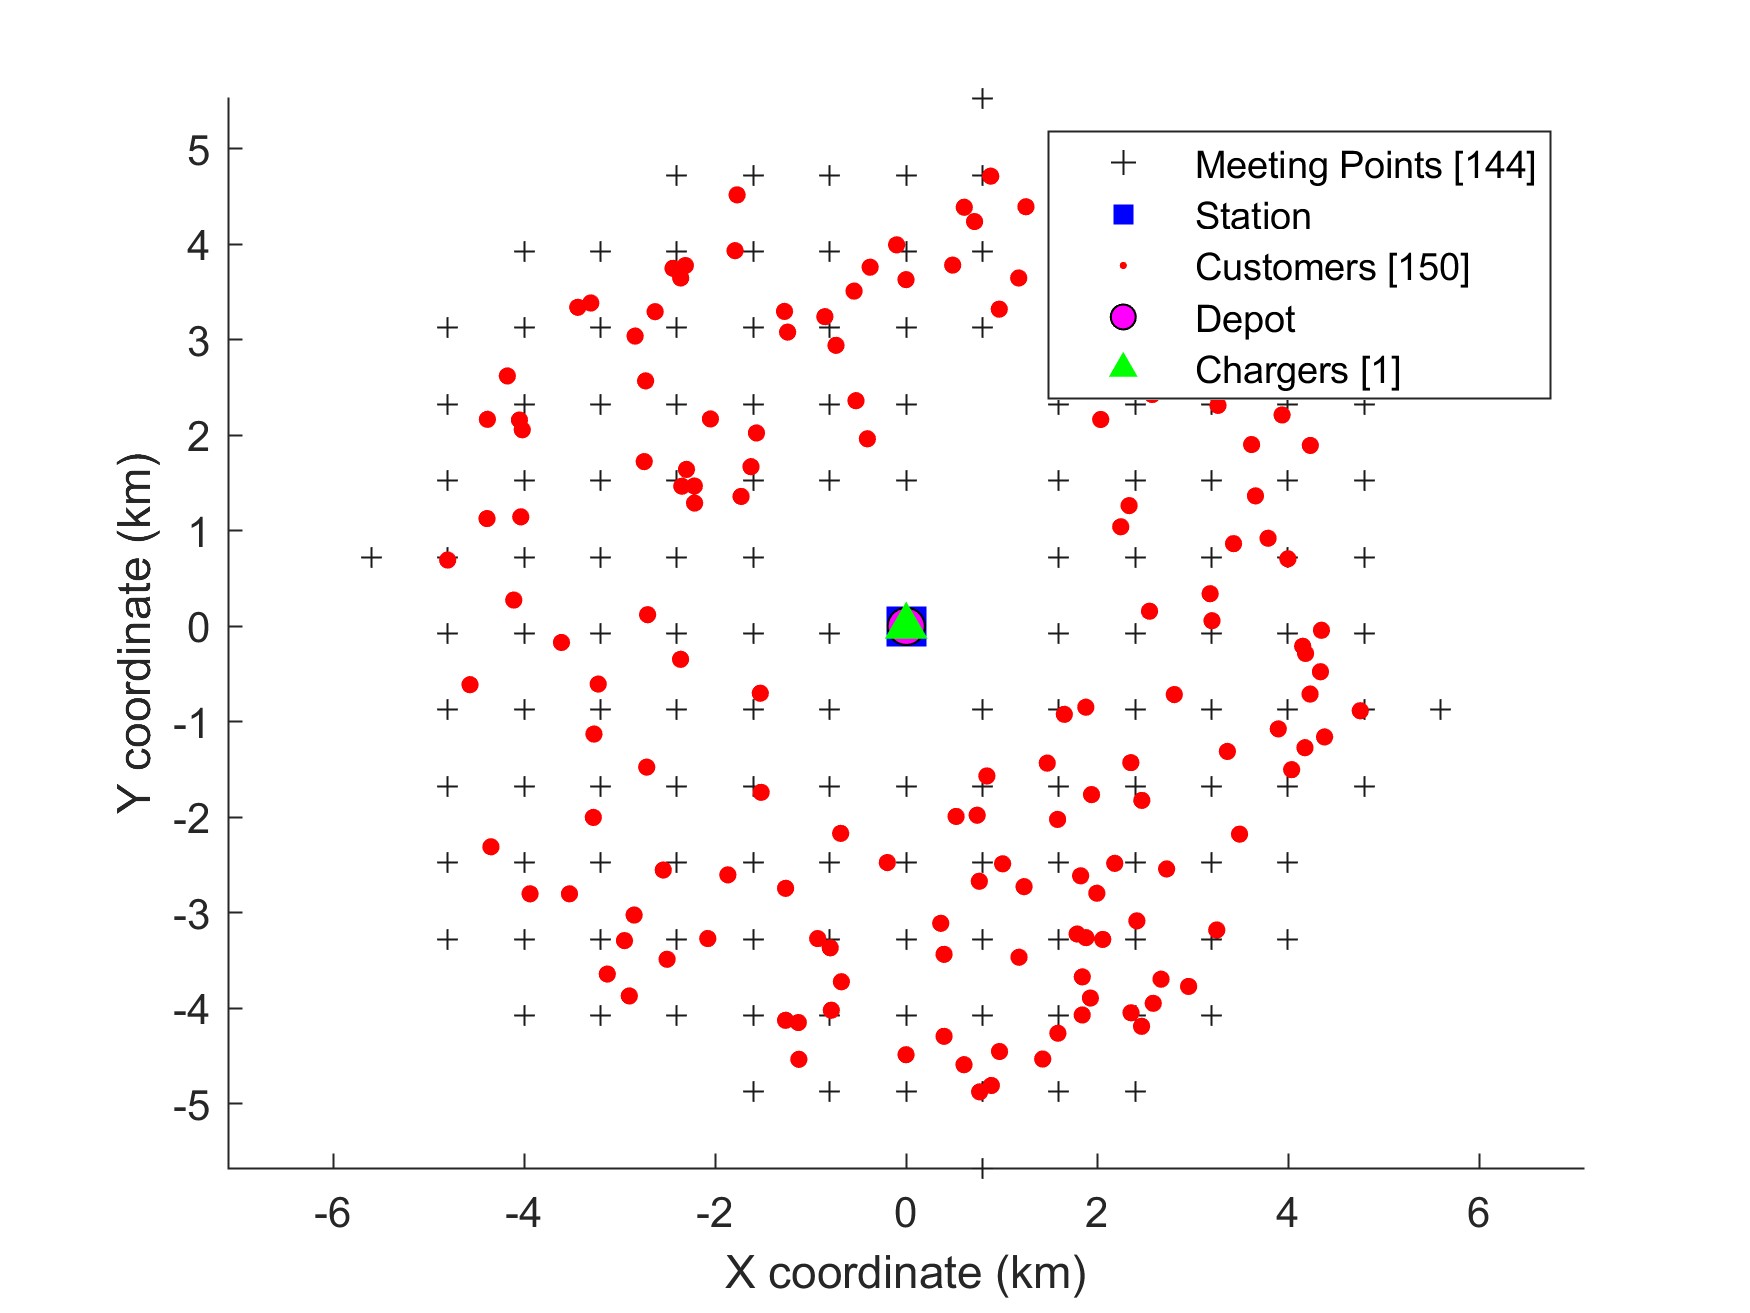 Meeting Points [144]
Station
Customers [150]
Depot
Chargers [1]
5
4
3
2
1
0
-1
-2
-3
-4
-5
Y coordinate (km)
-6 -4 -2 0 2 4 6
X coordinate (km)